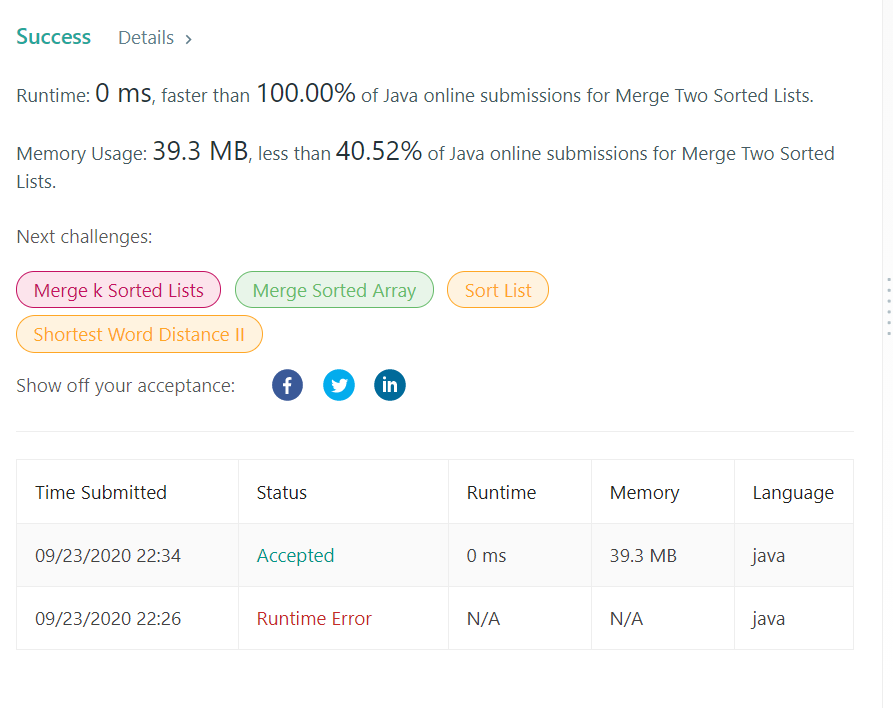 Success Details >
Runtime: 0 ms, faster than 100.00% of Java online submissions for Merge Two Sorted Lists.
Memory Usage: 39.3 MB, less than 40.52% of Java online submissions for Merge Two Sorted
Lists.
Next challenges:
Merge k Sorted Lists Merge Sorted Array Sort List
Shortest Word Distance II
Show off your acceptance: f in
Time Submitted Status Runtime Memory Language
09/23/2020 22:34 Accepted 0 ms 39.3 MB java
09/23/2020 22:26 Runtime Error N/A N/A java